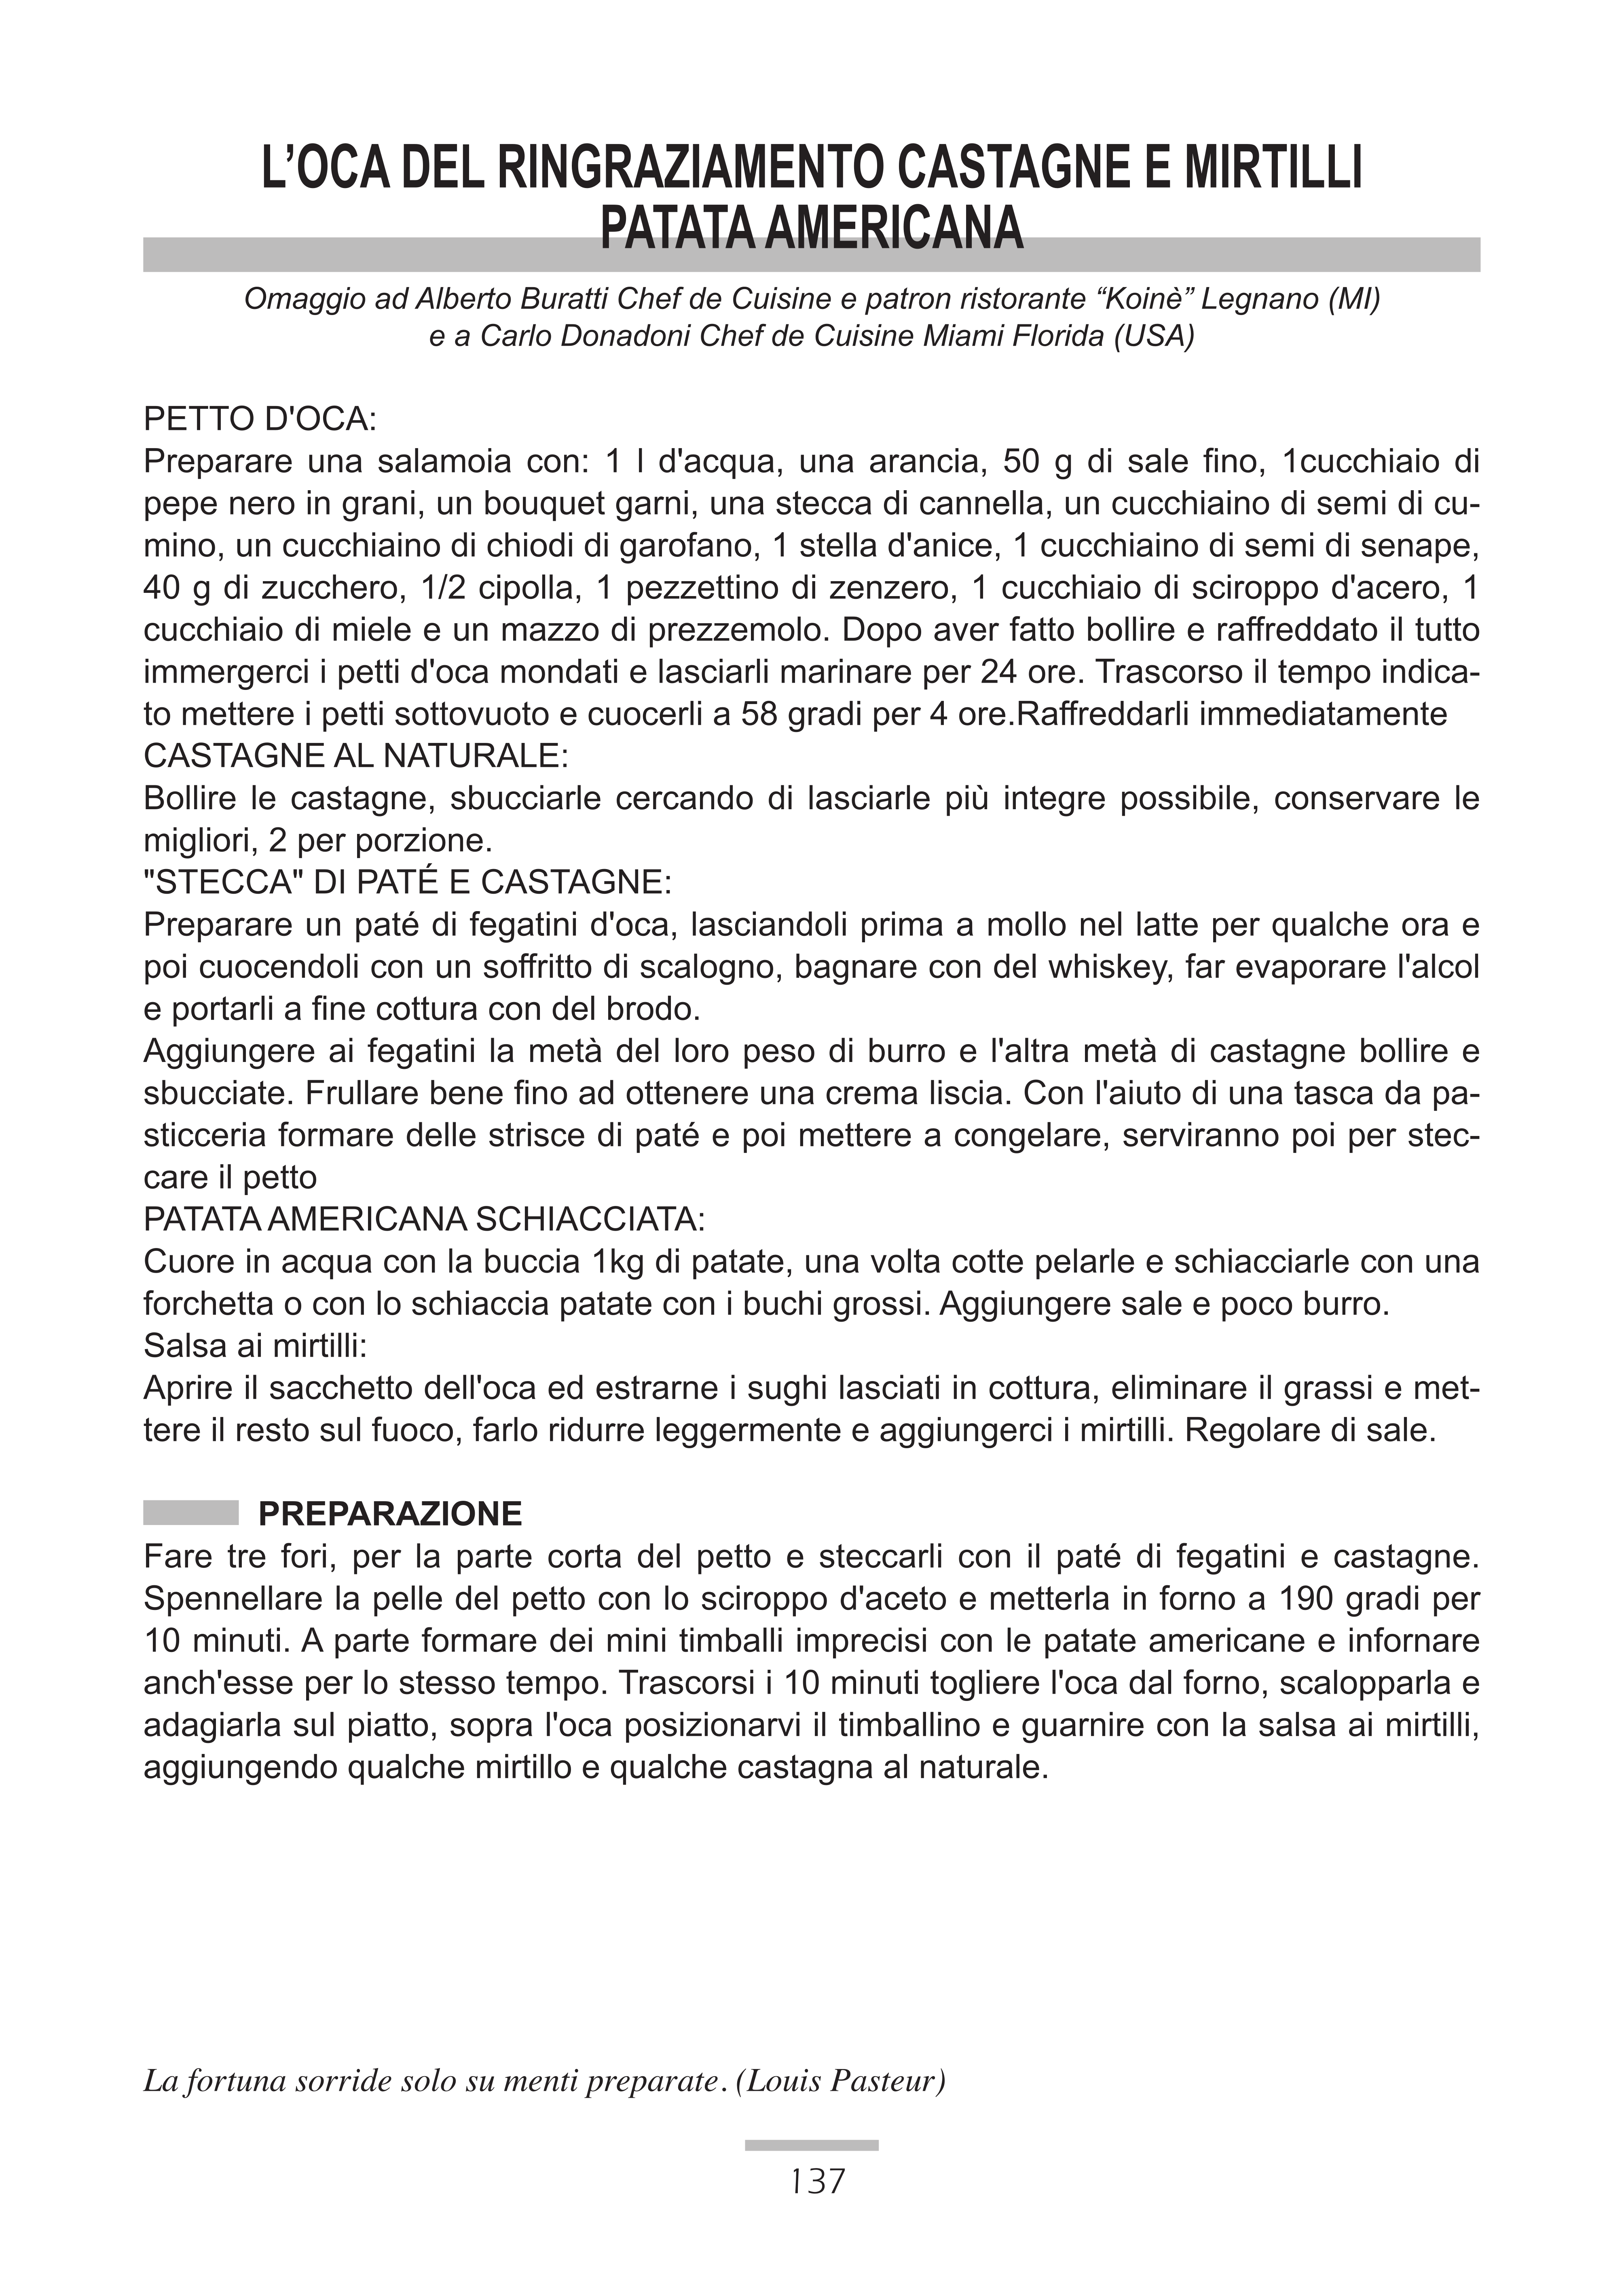 L’OCA DEL RINGRAZIAMENTO CASTAGNE E MIRTILLI
PATATA AMERICANA
Omaggio ad Alberto Buratti Chef de Cuisine e patron ristorante “Koinè” Legnano (MI)
e a Carlo Donadoni Chef de Cuisine Miami Florida (USA)
PETTO D'OCA:
Preparare una salamoia con: 1 l d'acqua, una arancia, 50 g di sale fino, 1cucchiaio di
pepe nero in grani, un bouquet garni, una stecca di cannella, un cucchiaino di semi di cu-
mino, un cucchiaino di chiodi di garofano, 1 stella d'anice, 1 cucchiaino di semi di senape,
40 g di zucchero, 1/2 cipolla, 1 pezzettino di zenzero, 1 cucchiaio di sciroppo d'acero, 1
cucchiaio di miele e un mazzo di prezzemolo. Dopo aver fatto bollire e raffreddato il tutto
immergerci i petti d'oca mondati e lasciarli marinare per 24 ore. Trascorso il tempo indica-
to mettere i petti sottovuoto e cuocerli a 58 gradi per 4 ore.Raffreddarli immediatamente
CASTAGNE AL NATURALE:
Bollire le castagne, sbucciarle cercando di lasciarle più integre possibile, conservare le
migliori, 2 per porzione.
"STECCA" DI PATÉ E CASTAGNE:
Preparare un paté di fegatini d'oca, lasciandoli prima a mollo nel latte per qualche ora e
poi cuocendoli con un soffritto di scalogno, bagnare con del whiskey, far evaporare l'alcol
e portarli a fine cottura con del brodo.
Aggiungere ai fegatini la metà del loro peso di burro e l'altra metà di castagne bollire e
sbucciate. Frullare bene fino ad ottenere una crema liscia. Con l'aiuto di una tasca da pa-
sticceria formare delle strisce di paté e poi mettere a congelare, serviranno poi per stec-
care il petto
PATATA AMERICANA SCHIACCIATA:
Cuore in acqua con la buccia 1kg di patate, una volta cotte pelarle e schiacciarle con una
forchetta o con lo schiaccia patate con i buchi grossi. Aggiungere sale e poco burro.
Salsa ai mirtilli:
Aprire il sacchetto dell'oca ed estrarne i sughi lasciati in cottura, eliminare il grassi e met-
tere il resto sul fuoco, farlo ridurre leggermente e aggiungerci i mirtilli. Regolare di sale.
PREPARAZIONE
Fare tre fori, per la parte corta del petto e steccarli con il paté di fegatini e castagne.
Spennellare la pelle del petto con lo sciroppo d'aceto e metterla in forno a 190 gradi per
10 minuti. A parte formare dei mini timballi imprecisi con le patate americane e infornare
anch'esse per lo stesso tempo. Trascorsi i 10 minuti togliere l'oca dal forno, scalopparla e
adagiarla sul piatto, sopra l'oca posizionarvi il timballino e guarnire con la salsa ai mirtilli,
aggiungendo qualche mirtillo e qualche castagna al naturale.
La fortuna sorride solo su menti preparate. (Louis Pasteur)
137